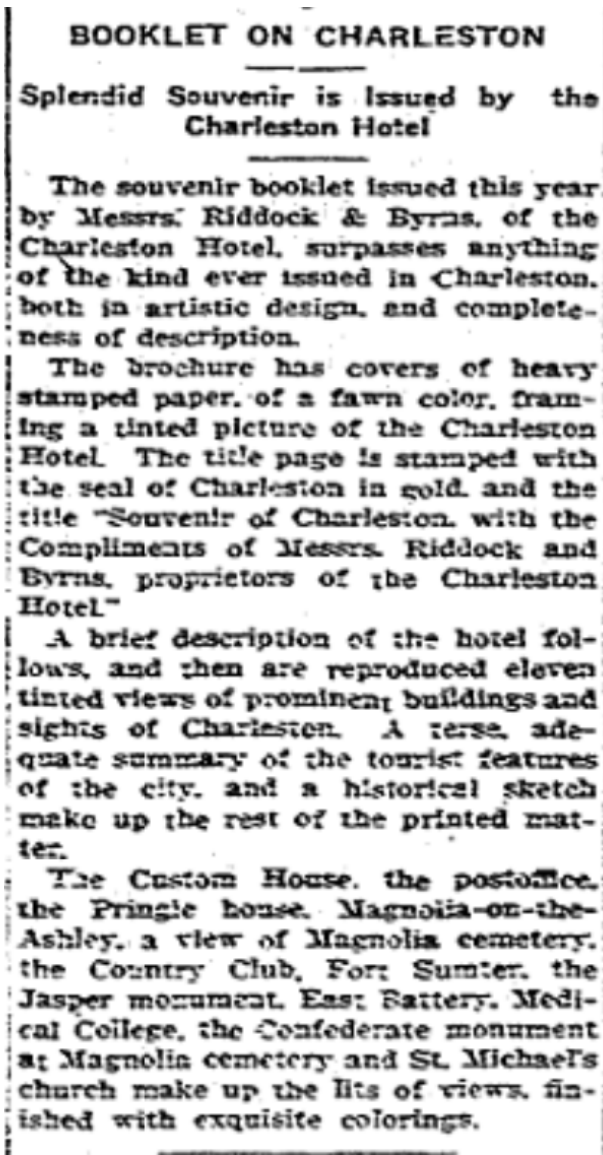 BOOKLET ON CHARLESTON
Splendid Souvenir is Issued by the
Charleston Hotel
The souvenir booklet issued this year
by Messrs. Riddock & Byrns, of the
Charleston Hotel, surpasses anything
of the kind ever issued in Charleston,
both in artistic design, and complete-
ness of description.
The brochure has covers of heavy
stamped paper, of a fawn color, fram-
ing a tinted picture of the Charleston
Hotel. The title page is stamped with
the seal of Charleston in gold, and the
title "Souvenir of Charleston, with the
Compliments of Messrs. Riddock and
Byrns, proprietors of the Charleston
Hotel."
A brief description of the hotel fol-
lows, and then are reproduced eleven
tinted views of prominent buildings and
sights of Charleston. A terse, ade-
quate summary of the tourist features
of the city, and a historical sketch
make up the rest of the printed mat-
ter.
The Custom House, the postoffice,
the Pringle house, Magnolia-on-the-
Ashley, a view of Magnolia cemetery,
the Country Club, Fort Sumter, the
Jasper monument, East Battery, Medi-
cal College, the Confederate monument
at Magnolia cemetery and St. Michael's
church make up the lits of views, fin-
ished with exquisite colorings.